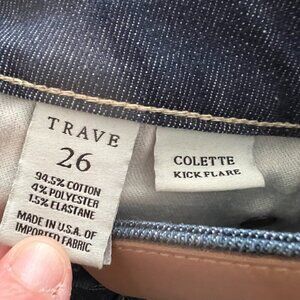 TRAVE
26
94.5% COTTON
4% POLYESTER
1.5% ELASTANE
MADE IN U.S.A. OF
IMPORTED FABRIC
COLETTE
KICK FLARE